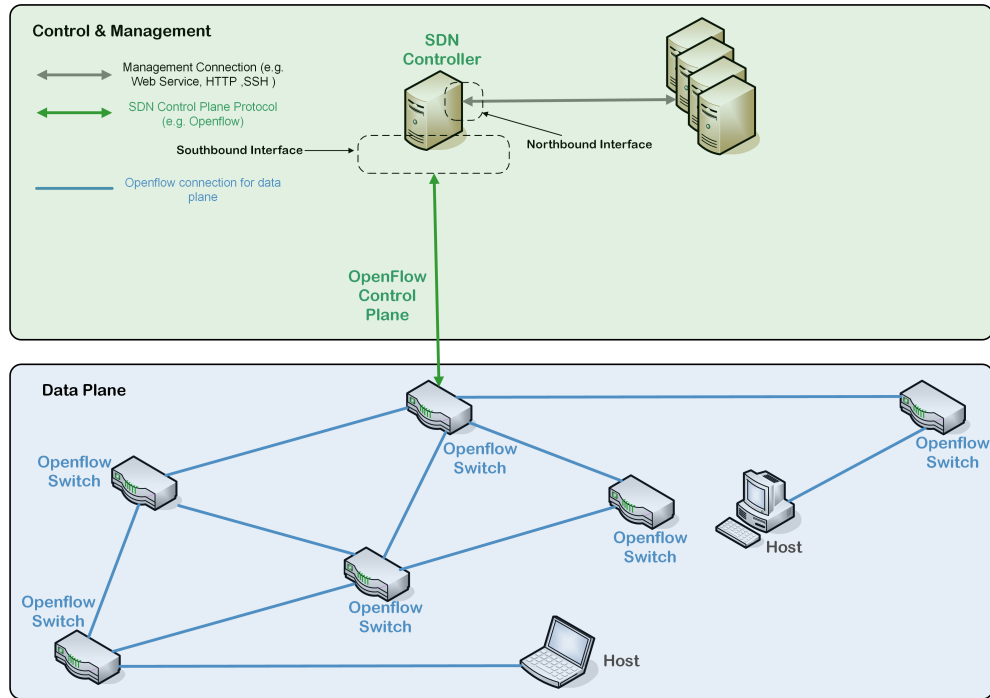 Control & Management
Management Connection (e.g.
Web Service, HTTP ,SSH )
SDN Control Plane Protocol
(e.g. Openflow)
Openflow connection for data
plane
SDN
Controller
Southbound Interface
Northbound Interface
OpenFlow
Control
Plane
Data Plane
Openflow
Switch
Openflow
Switch
Openflow
Switch
Openflow
Switch
Host
Openflow
Switch
Openflow
Switch
Host